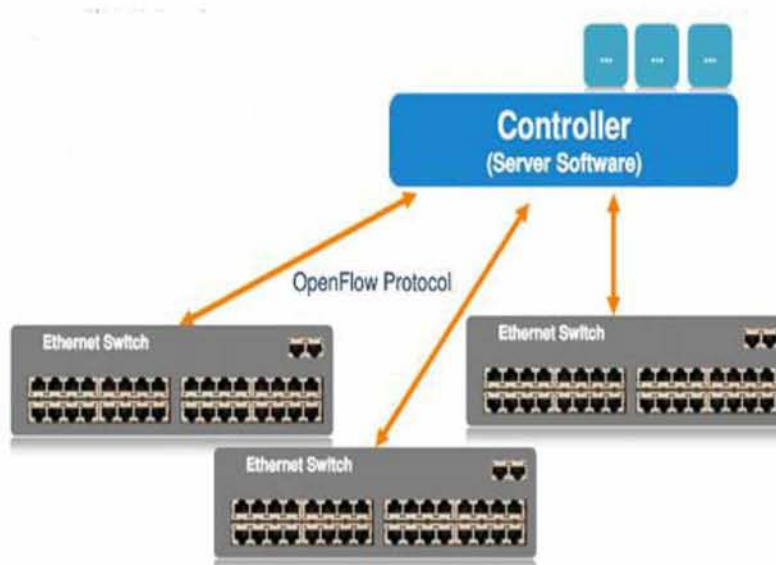 ... ... ...
Controller
(Server Software)
OpenFlow Protocol
Ethernet Switch
Ethernet Switch
Ethernet Switch